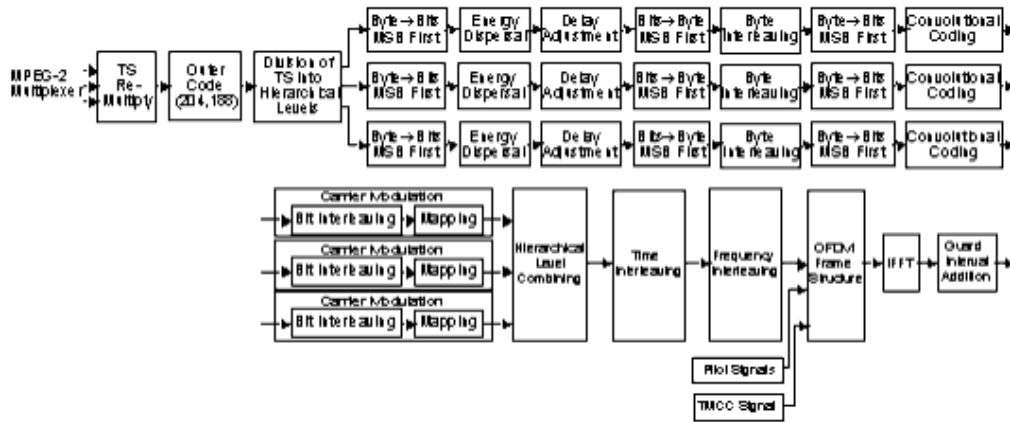 MPEG-2
Multiplexer
TS
Re-
Multiply
Outer
Code
(204,188)
Division of
TS into
Hierarchical
Levels
Byte→Bits
MSB First
Energy
Dispersal
Delay
Adjustment
Bits→Byte
MSB First
Byte
Interleaving
Byte→Bits
MSB First
Convolutional
Coding
Byte→Bits
MSB First
Energy
Dispersal
Delay
Adjustment
Bits→Byte
MSB First
Byte
Interleaving
Byte→Bits
MSB First
Convolutional
Coding
Byte→Bits
MSB First
Energy
Dispersal
Delay
Adjustment
Bits→Byte
MSB First
Byte
Interleaving
Byte→Bits
MSB First
Convolutional
Coding
Carrier Modulation
Bit Interleaving
Mapping
Carrier Modulation
Bit Interleaving
Mapping
Carrier Modulation
Bit Interleaving
Mapping
Hierarchical
Level
Combining
Time
Interleaving
Frequency
Interleaving
OFDM
Frame
Structure
IFFT
Guard
Interval
Addition
Pilot Signals
TMCC Signal